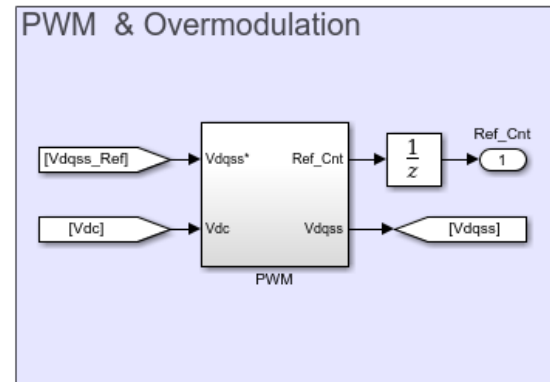 PWM & Overmodulation
[Vdqss_Ref]
Vdqss*
Ref_Cnt
1
z
Ref_Cnt
1
[Vdc]
Vdc
Vdqss
[Vdqss]
PWM